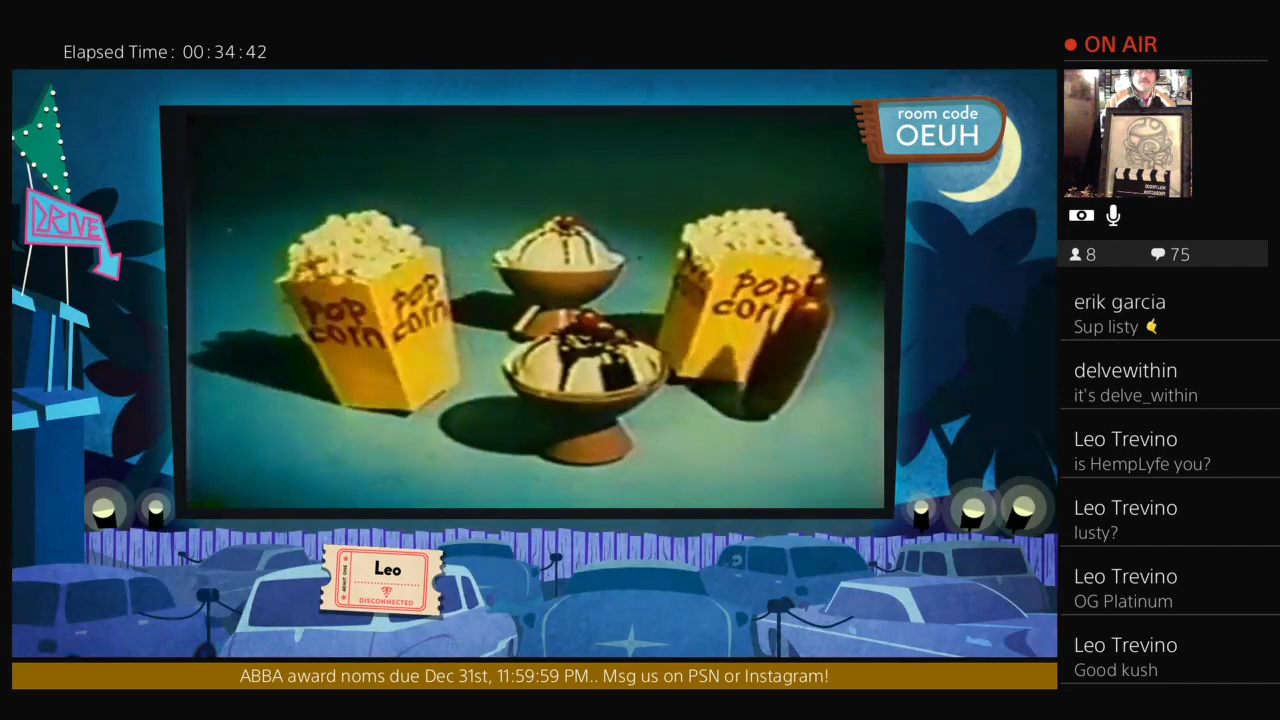 Elapsed Time: 00:34:42
ON AIR
room code
OEUH
DRIVE
POP
CORN
POP
CORN
POP
CORN
8
75
erik garcia
Sup listy
delvewithin
it's delve_within
Leo Trevino
is HempLyfe you?
Leo Trevino
lusty?
Leo Trevino
OG Platinum
Leo Trevino
Good kush
ADMIT ONE
Leo
DISCONNECTED
ABBA award noms due Dec 31st, 11:59:59 PM.. Msg us on PSN or Instagram!